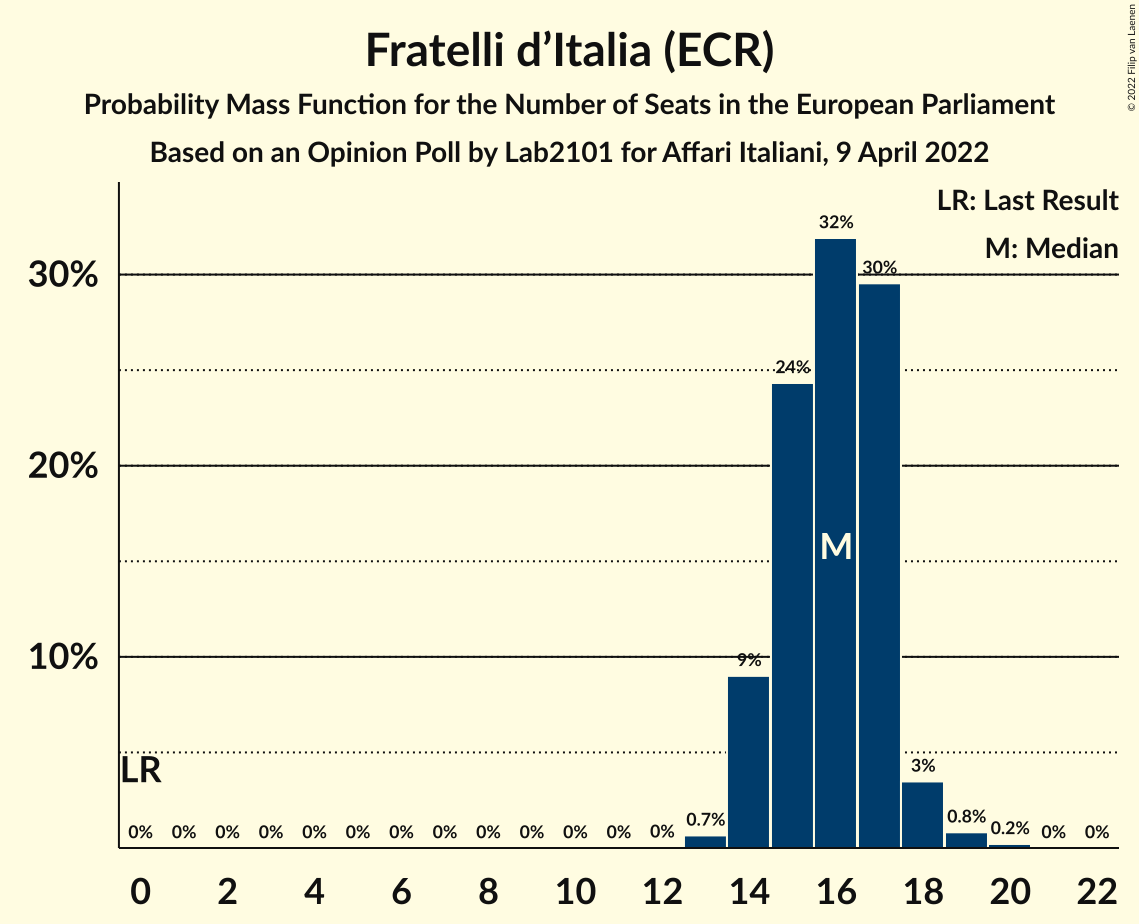 Fratelli d’Italia (ECR)
Probability Mass Function for the Number of Seats in the European Parliament
Based on an Opinion Poll by Lab2101 for Affari Italiani, 9 April 2022
© 2022 Filip van Laenen
LR: Last Result
M: Median
30%
20%
10%
32%
30%
24%
M
9%
LR
3%
0% 0% 0% 0% 0% 0% 0% 0% 0% 0% 0% 0% 0% 0.7% 0.8% 0.2% 0% 0%
0 2 4 6 8 10 12 14 16 18 20 22